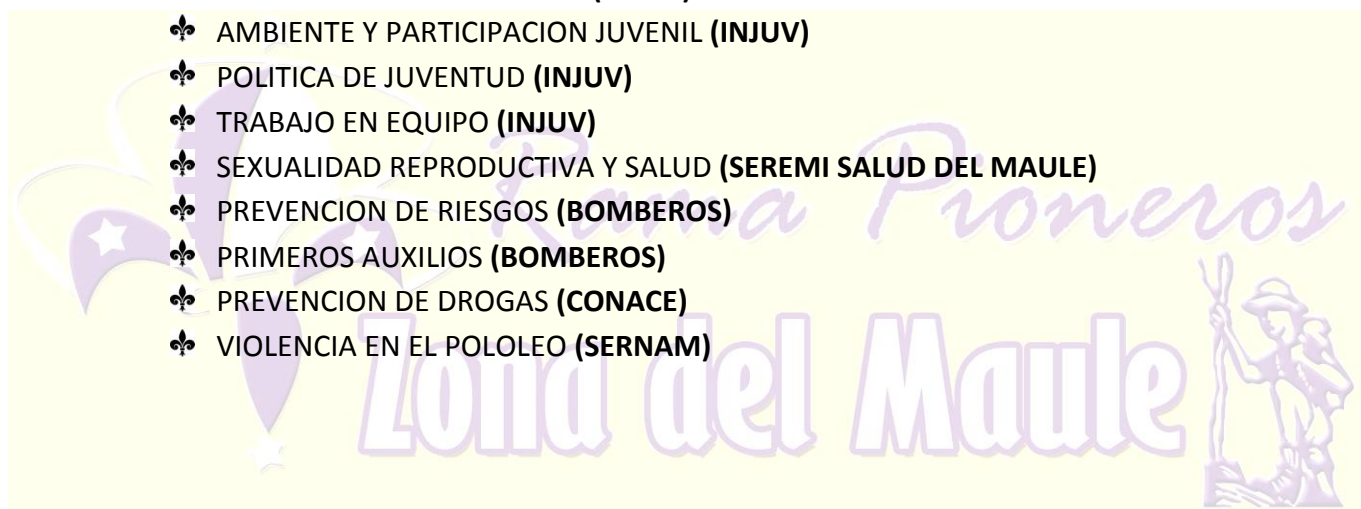 AMBIENTE Y PARTICIPACION JUVENIL (INJUV)
POLITICA DE JUVENTUD (INJUV)
TRABAJO EN EQUIPO (INJUV)
SEXUALIDAD REPRODUCTIVA Y SALUD (SEREMI SALUD DEL MAULE)
PREVENCION DE RIESGOS (BOMBEROS)
PRIMEROS AUXILIOS (BOMBEROS)
PREVENCION DE DROGAS (CONACE)
VIOLENCIA EN EL POLOLEO (SERNAM)
Rama Pioneros
Zona del Maule